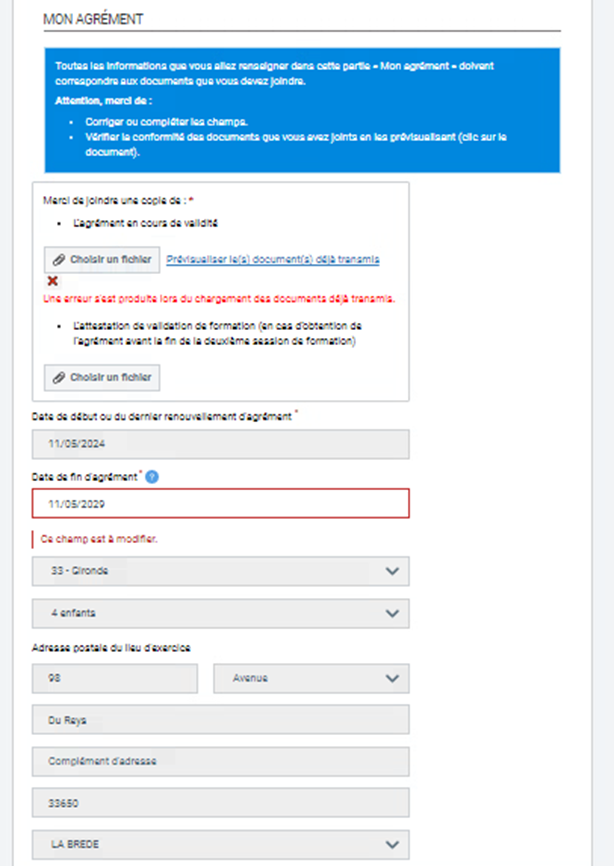 MON AGRÉMENT
Toutes les informations que vous allez renseigner dans cette partie « Mon agrément » doivent
correspondre aux documents que vous devez joindre.
Attention, merci de :
• Corriger ou compléter les champs.
• Vérifier la conformité des documents que vous avez joints en les prévisualisant (clic sur le
document).
Merci de joindre une copie de : *
• L'agrément en cours de validité
Choisir un fichier Prévisualiser le(s) document(s) déjà transmis
Une erreur s'est produite lors du chargement des documents déjà transmis.
• L'attestation de validation de formation (en cas d'obtention de
l'agrément avant la fin de la deuxième session de formation)
Choisir un fichier
Date de début ou du dernier renouvellement d'agrément *
11/05/2024
Date de fin d'agrément * ?
11/05/2029
Ce champ est à modifier.
33 - Gironde
4 enfants
Adresse postale du lieu d'exercice
98 Avenue
Du Reys
Complément d'adresse
33650
LA BREDE